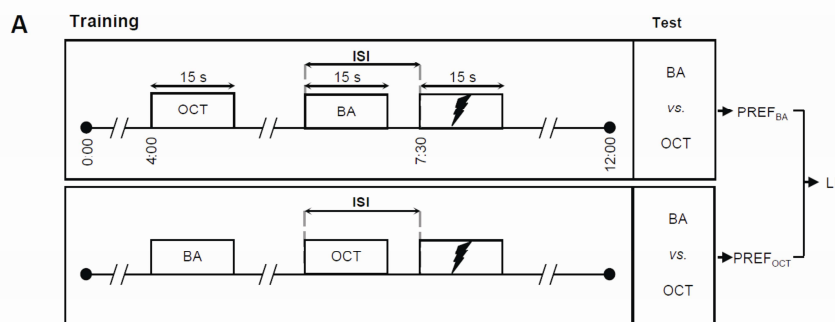 A
Training
Test
ISI
15 s
15 s
15 s
OCT
BA
0:00
4:00
7:30
12:00
BA
vs.
OCT
PREF_BA
L
ISI
BA
OCT
BA
vs.
OCT
PREF_OCT